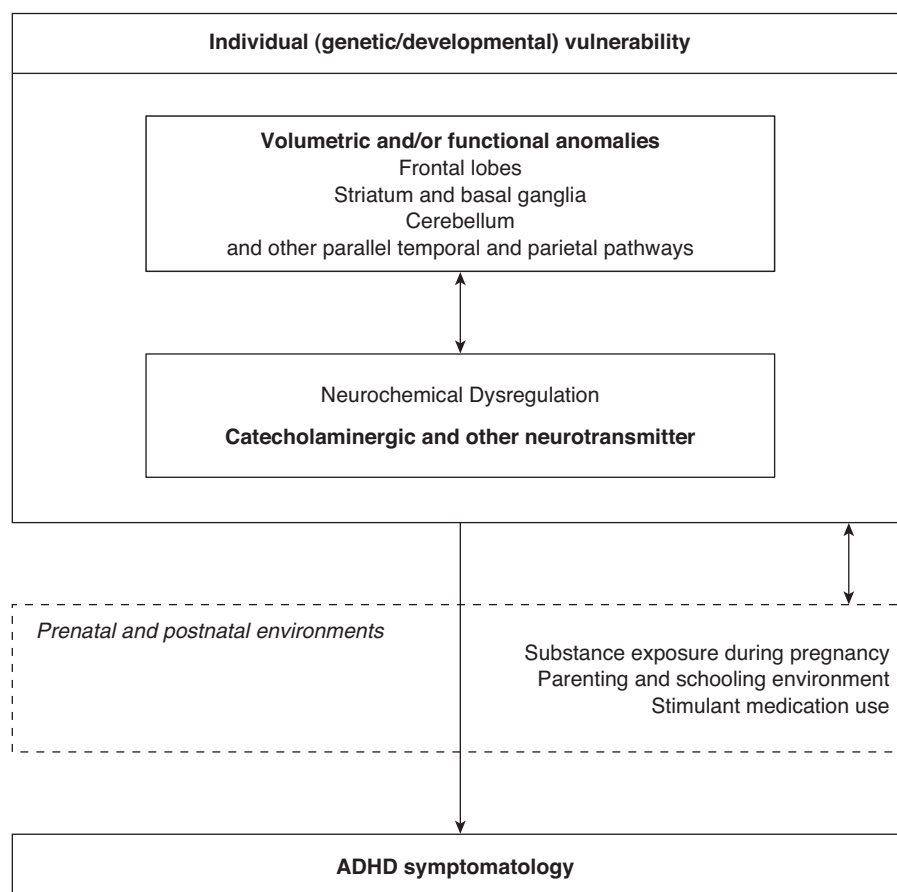 Individual (genetic/developmental) vulnerability
Volumetric and/or functional anomalies
Frontal lobes
Striatum and basal ganglia
Cerebellum
and other parallel temporal and parietal pathways
Neurochemical Dysregulation
Catecholaminergic and other neurotransmitter
Prenatal and postnatal environments
Substance exposure during pregnancy
Parenting and schooling environment
Stimulant medication use
ADHD symptomatology